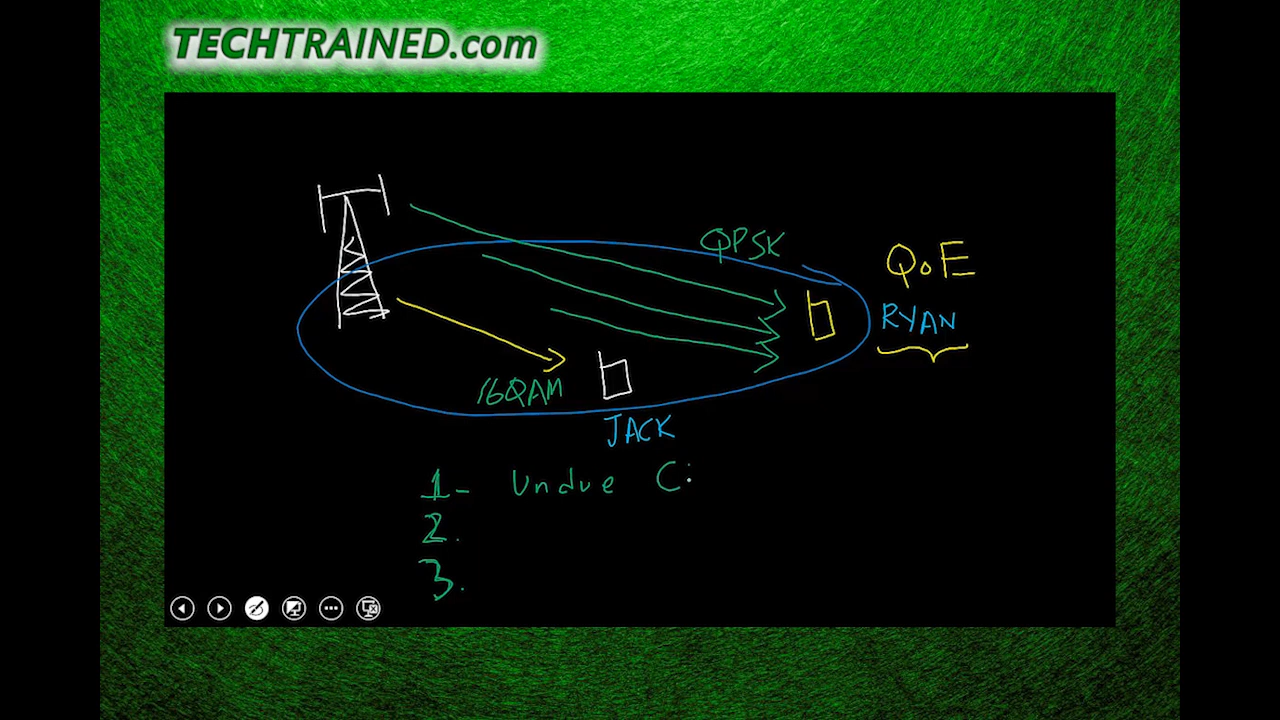 TECHTRAINED.com
QPSK
QoE
RYAN
16QAM
JACK
1- Undue C
2.
3.